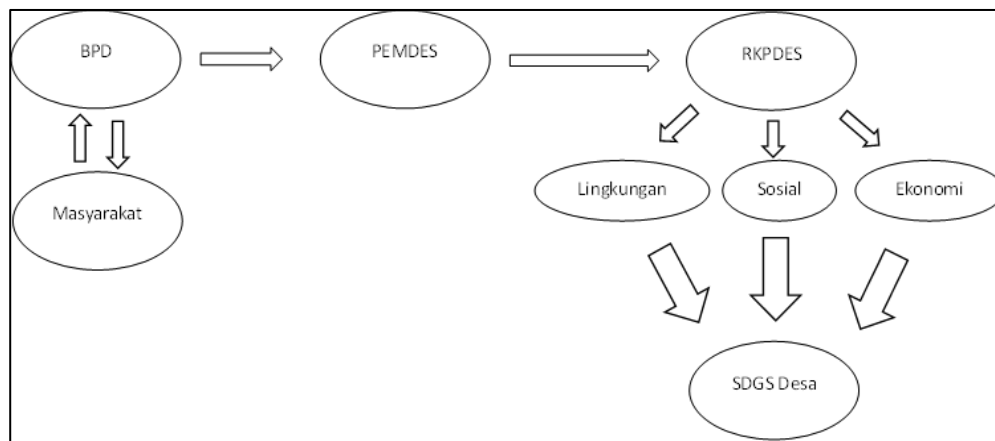 BPD
PEMDES
RKPDES
Masyarakat
Lingkungan
Sosial
Ekonomi
SDGS Desa